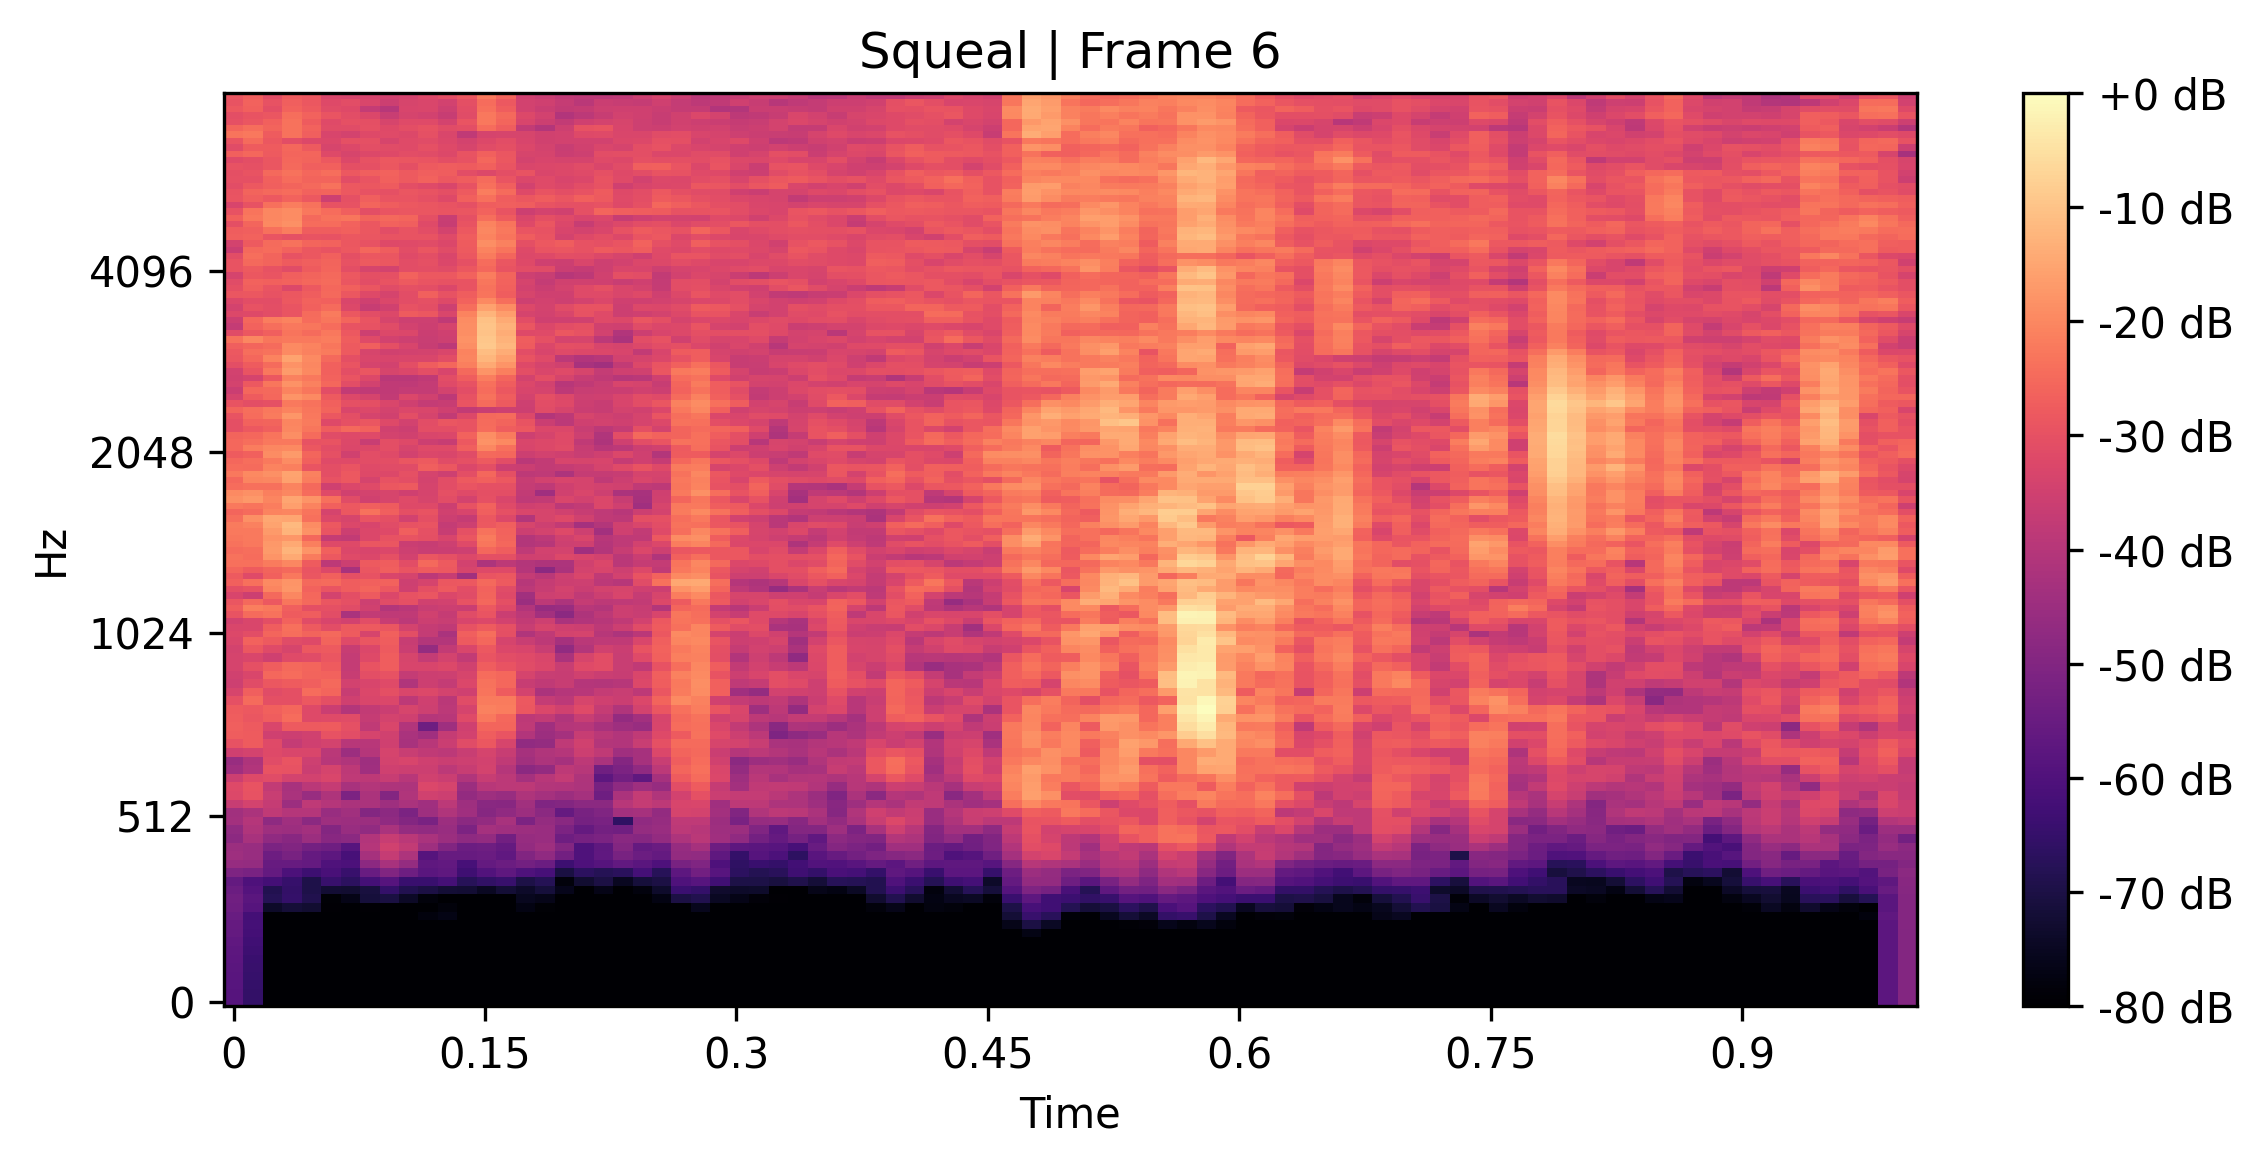 Squeal | Frame 6
+0 dB
-10 dB
-20 dB
-30 dB
-40 dB
-50 dB
-60 dB
-70 dB
-80 dB
Hz
4096
2048
1024
512
0
0 0.15 0.3 0.45 0.6 0.75 0.9
Time